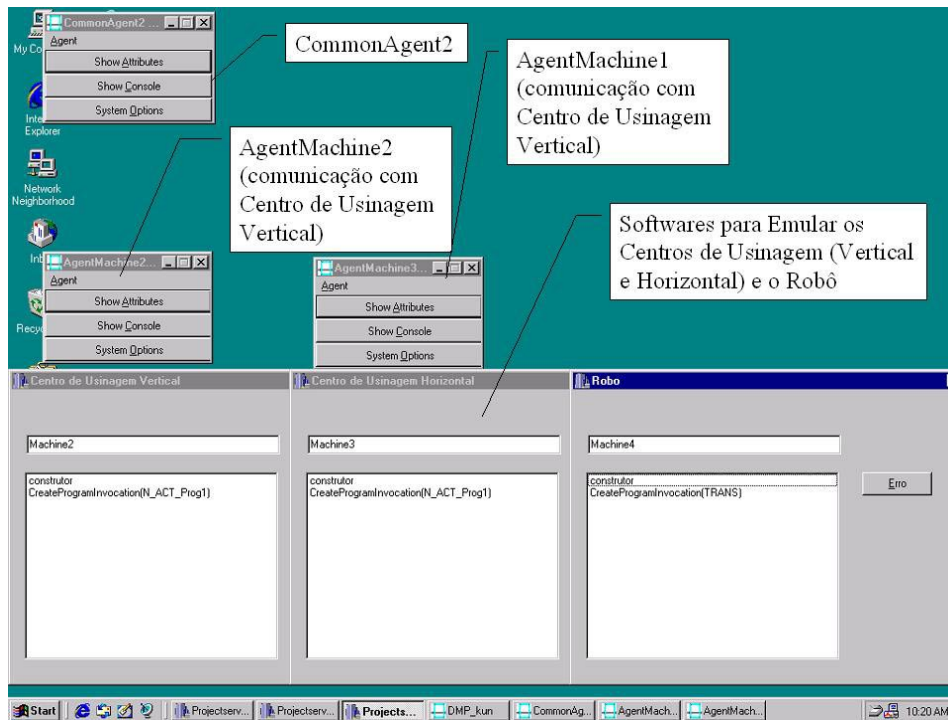 My Co
CommonAgent2 ...
Agent
Show Attributes
Show Console
System Options
CommonAgent2
AgentMachine1
(comunicação com
Centro de Usinagem
Vertical)
Explorer
Network
Neighborhood
AgentMachine2
(comunicação com
Centro de Usinagem
Vertical)
Softwares para Emular os
Centros de Usinagem (Vertical
e Horizontal) e o Robô
AgentMachine2...
Agent
Show Attributes
Show Console
System Options
AgentMachine3...
Agent
Show Attributes
Show Console
System Options
Recy
Centro de Usinagem Vertical
Machine2
construtor
CreateProgramInvocation(N_ACT_Prog1)
Centro de Usinagem Horizontal
Machine3
construtor
CreateProgramInvocation(N_ACT_Prog1)
Robo
Machine4
construtor
CreateProgramInvocation(TRANS)
Erro
Start
Projectserv...
Projectserv...
Projects...
DMP_kun
CommonAg...
AgentMach...
AgentMach...
10:20 AM